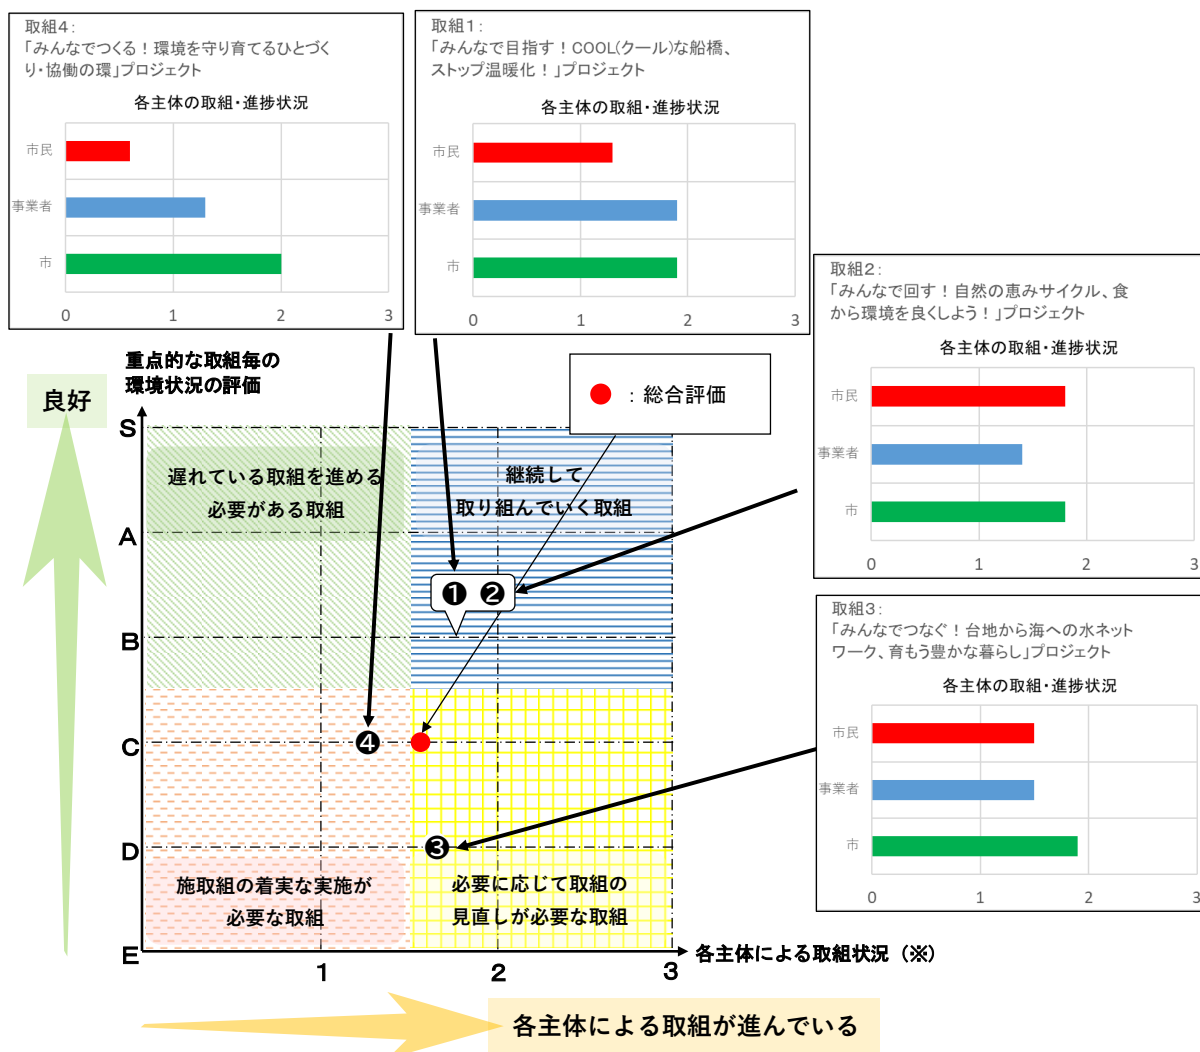 取組4:
「みんなでつくる！環境を守り育てるひとづく
り・協働の環」プロジェクト
各主体の取組・進捗状況
市民
事業者
市
0 1 2 3
取組1:
「みんなで目指す！COOL(クール)な船橋、
ストップ温暖化！」プロジェクト
各主体の取組・進捗状況
市民
事業者
市
0 1 2 3
取組2:
「みんなで回す！自然の恵みサイクル、食
から環境を良くしよう！」プロジェクト
各主体の取組・進捗状況
市民
事業者
市
0 1 2 3
取組3:
「みんなでつなぐ！台地から海への水ネット
ワーク、育もう豊かな暮らし」プロジェクト
各主体の取組・進捗状況
市民
事業者
市
0 1 2 3
重点的な取組毎の
環境状況の評価
良好
：総合評価
S
A
B
C
D
E
遅れている取組を進める
必要がある取組
継続して
取り組んでいく取組
❶ ❷
❹
❸
施取組の着実な実施が
必要な取組
必要に応じて取組の
見直しが必要な取組
1 2 3
各主体による取組状況（※）
各主体による取組が進んでいる